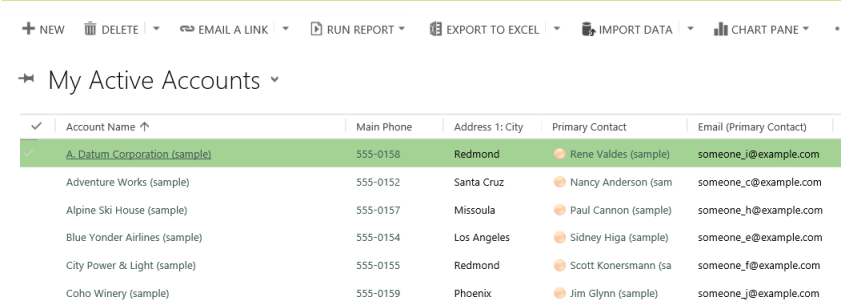 NEW DELETE EMAIL A LINK RUN REPORT EXPORT TO EXCEL IMPORT DATA CHART PANE
My Active Accounts
Account Name Main Phone Address 1: City Primary Contact Email (Primary Contact)
A. Datum Corporation (sample) 555-0158 Redmond Rene Valdes (sample) someone_i@example.com
Adventure Works (sample) 555-0152 Santa Cruz Nancy Anderson (sam someone_c@example.com
Alpine Ski House (sample) 555-0157 Missoula Paul Cannon (sample) someone_h@example.com
Blue Yonder Airlines (sample) 555-0154 Los Angeles Sidney Higa (sample) someone_e@example.com
City Power & Light (sample) 555-0155 Redmond Scott Konersmann (sa someone_f@example.com
Coho Winery (sample) 555-0159 Phoenix Jim Glynn (sample) someone_j@example.com